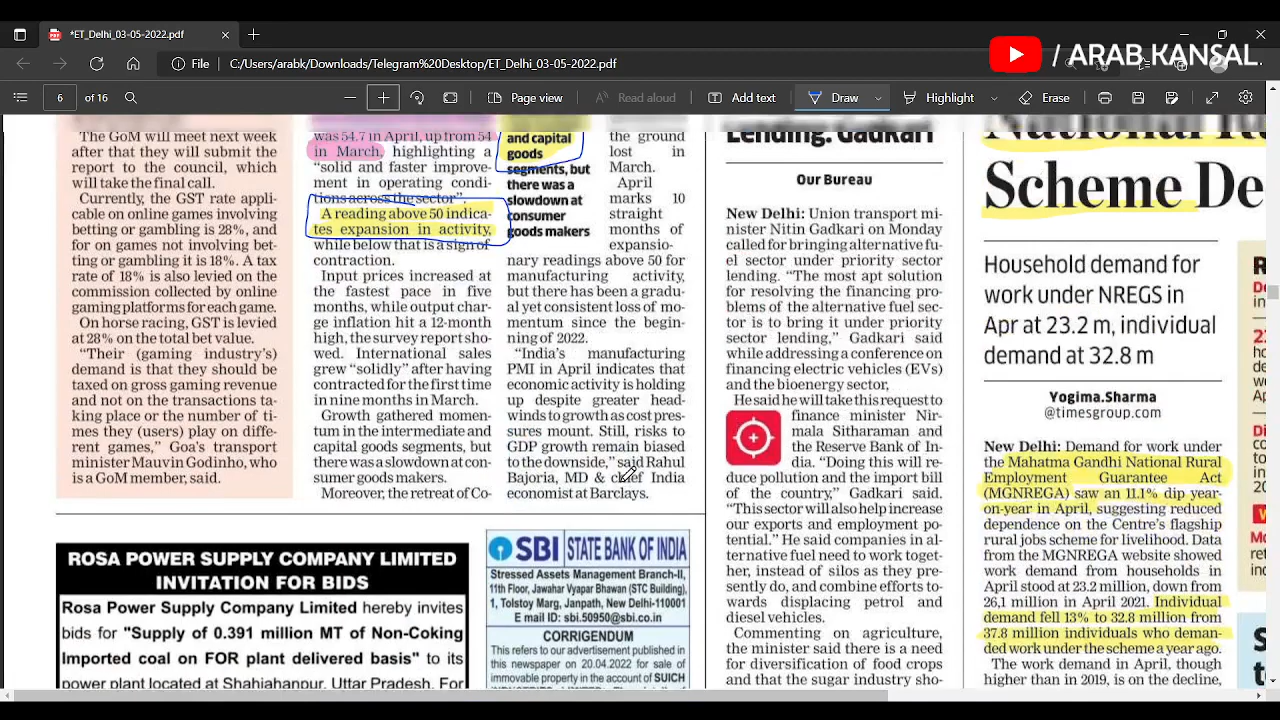 *ET_Delhi_03-05-2022.pdf
/ ARAB KANSAL
File
C:/Users/arabk/Downloads/Telegram%20Desktop/ET_Delhi_03-05-2022.pdf
6 of 16
Page view
Read aloud
Add text
Draw
Highlight
Erase
The GoM will meet next week
after that they will submit the
report to the council, which
will take the final call.
Currently, the GST rate appli-
cable on online games involving
betting or gambling is 28%, and
for on games not involving bet-
ting or gambling it is 18%. A tax
rate of 18% is also levied on the
commission collected by online
gaming platforms for each game.
On horse racing, GST is levied
at 28% on the total bet value.
"Their (gaming industry's)
demand is that they should be
taxed on gross gaming revenue
and not on the transactions ta-
king place or the number of ti-
mes they (users) play on diffe-
rent games," Goa's transport
minister Mauvin Godinho, who
is a GoM member, said.
was 54.7 in April, up from 54
in March, highlighting a
"solid and faster improve-
ment in operating condi-
tions across the sector".
A reading above 50 indica-
tes expansion in activity,
while below that is a sign of
contraction.
Input prices increased at
the fastest pace in five
months, while output char-
ge inflation hit a 12-month
high, the survey report sho-
wed. International sales
grew "solidly" after having
contracted for the first time
in nine months in March.
Growth gathered momen-
tum in the intermediate and
capital goods segments, but
there was a slowdown at con-
sumer goods makers.
Moreover, the retreat of Co-
and capital
goods
segments, but
there was a
slowdown at
consumer
goods makers
the ground
lost in
March.
April
marks 10
straight
months of
expansio-
nary readings above 50 for
manufacturing activity,
but there has been a gradu-
al yet consistent loss of mo-
mentum since the begin-
ning of 2022.
"India's manufacturing
PMI in April indicates that
economic activity is holding
up despite greater head-
winds to growth as cost pres-
sures mount. Still, risks to
GDP growth remain biased
to the downside," said Rahul
Bajoria, MD & chief India
economist at Barclays.
Lending: Gadkari
Our Bureau
New Delhi: Union transport mi-
nister Nitin Gadkari on Monday
called for bringing alternative fu-
el sector under priority sector
lending. "The most apt solution
for resolving the financing pro-
blems of the alternative fuel sec-
tor is to bring it under priority
sector lending," Gadkari said
while addressing a conference on
financing electric vehicles (EVs)
and the bioenergy sector,
He said he will take this request to
finance minister Nir-
mala Sitharaman and
the Reserve Bank of In-
dia. "Doing this will re-
duce pollution and the import bill
of the country," Gadkari said.
"This sector will also help increase
our exports and employment po-
tential." He said companies in al-
ternative fuel need to work toget-
her, instead of silos as they pre-
sently do, and combine efforts to-
wards displacing petrol and
diesel vehicles.
Commenting on agriculture,
the minister said there is a need
for diversification of food crops
and that the sugar industry sho-
National R
Scheme De
Household demand for
work under NREGS in
Apr at 23.2 m, individual
demand at 32.8 m
Yogima.Sharma
@timesgroup.com
New Delhi: Demand for work under
the Mahatma Gandhi National Rural
Employment Guarantee Act
(MGNREGA) saw an 11.1% dip year-
on-year in April, suggesting reduced
dependence on the Centre's flagship
rural jobs scheme for livelihood. Data
from the MGNREGA website showed
work demand from households in
April stood at 23.2 million, down from
26.1 million in April 2021. Individual
demand fell 13% to 32.8 million from
37.8 million individuals who deman-
ded work under the scheme a year ago.
The work demand in April, though
higher than in 2019, is on the decline,
ROSA POWER SUPPLY COMPANY LIMITED
INVITATION FOR BIDS
Rosa Power Supply Company Limited hereby invites
bids for "Supply of 0.391 million MT of Non-Coking
Imported coal on FOR plant delivered basis" to its
power plant located at Shahjahanpur, Uttar Pradesh. For
SBI STATE BANK OF INDIA
Stressed Assets Management Branch-II,
11th Floor, Jawahar Vyapar Bhawan (STC Building),
1, Tolstoy Marg, Janpath, New Delhi-110001
E mail ID: sbi.50950@sbi.co.in
CORRIGENDUM
This refers to our advertisement published in
this newspaper on 20.04.2022 for sale of
immovable property in the account of SUICH